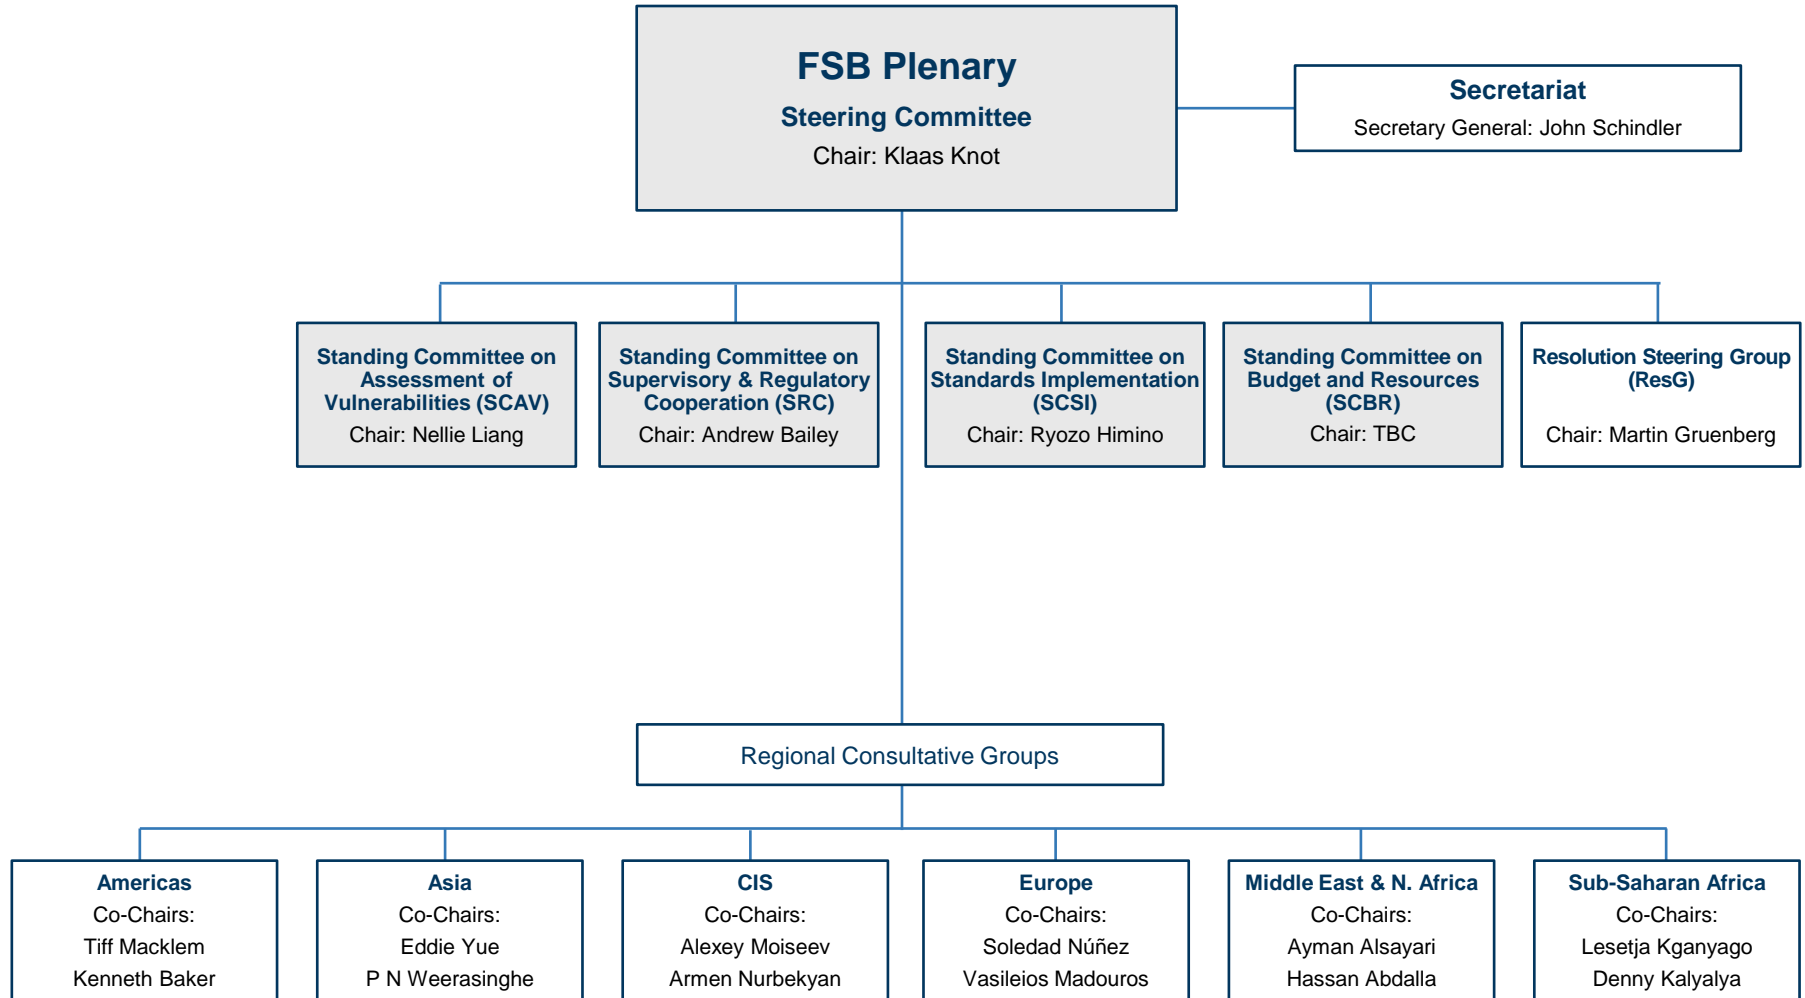 FSB Plenary
Steering Committee
Chair: Klaas Knot
Secretariat
Secretary General: John Schindler
Standing Committee on
Assessment of
Vulnerabilities (SCAV)
Chair: Nellie Liang
Standing Committee on
Supervisory & Regulatory
Cooperation (SRC)
Chair: Andrew Bailey
Standing Committee on
Standards Implementation
(SCSI)
Chair: Ryozo Himino
Standing Committee on
Budget and Resources
(SCBR)
Chair: TBC
Resolution Steering Group
(ResG)
Chair: Martin Gruenberg
Regional Consultative Groups
Americas
Co-Chairs:
Tiff Macklem
Kenneth Baker
Asia
Co-Chairs:
Eddie Yue
P N Weerasinghe
CIS
Co-Chairs:
Alexey Moiseev
Armen Nurbekyan
Europe
Co-Chairs:
Soledad Núñez
Vasileios Madouros
Middle East & N. Africa
Co-Chairs:
Ayman Alsayari
Hassan Abdalla
Sub-Saharan Africa
Co-Chairs:
Lesetja Kganyago
Denny Kalyalya